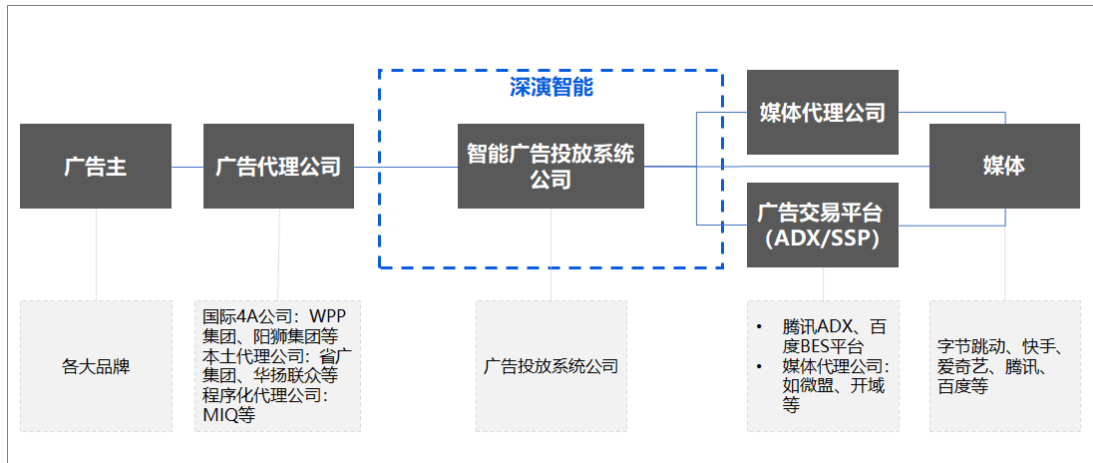 深演智能
广告主
广告代理公司
智能广告投放系统
公司
媒体代理公司
广告交易平台
（ADX/SSP）
媒体
各大品牌
国际4A公司：WPP
集团、阳狮集团等
本土代理公司：省广
集团、华扬联众等
程序化代理公司：
MIQ等
广告投放系统公司
• 腾讯ADX、百
度BES平台
• 媒体代理公司：
如微盟、开域
等
字节跳动、快手、
爱奇艺、腾讯、
百度等